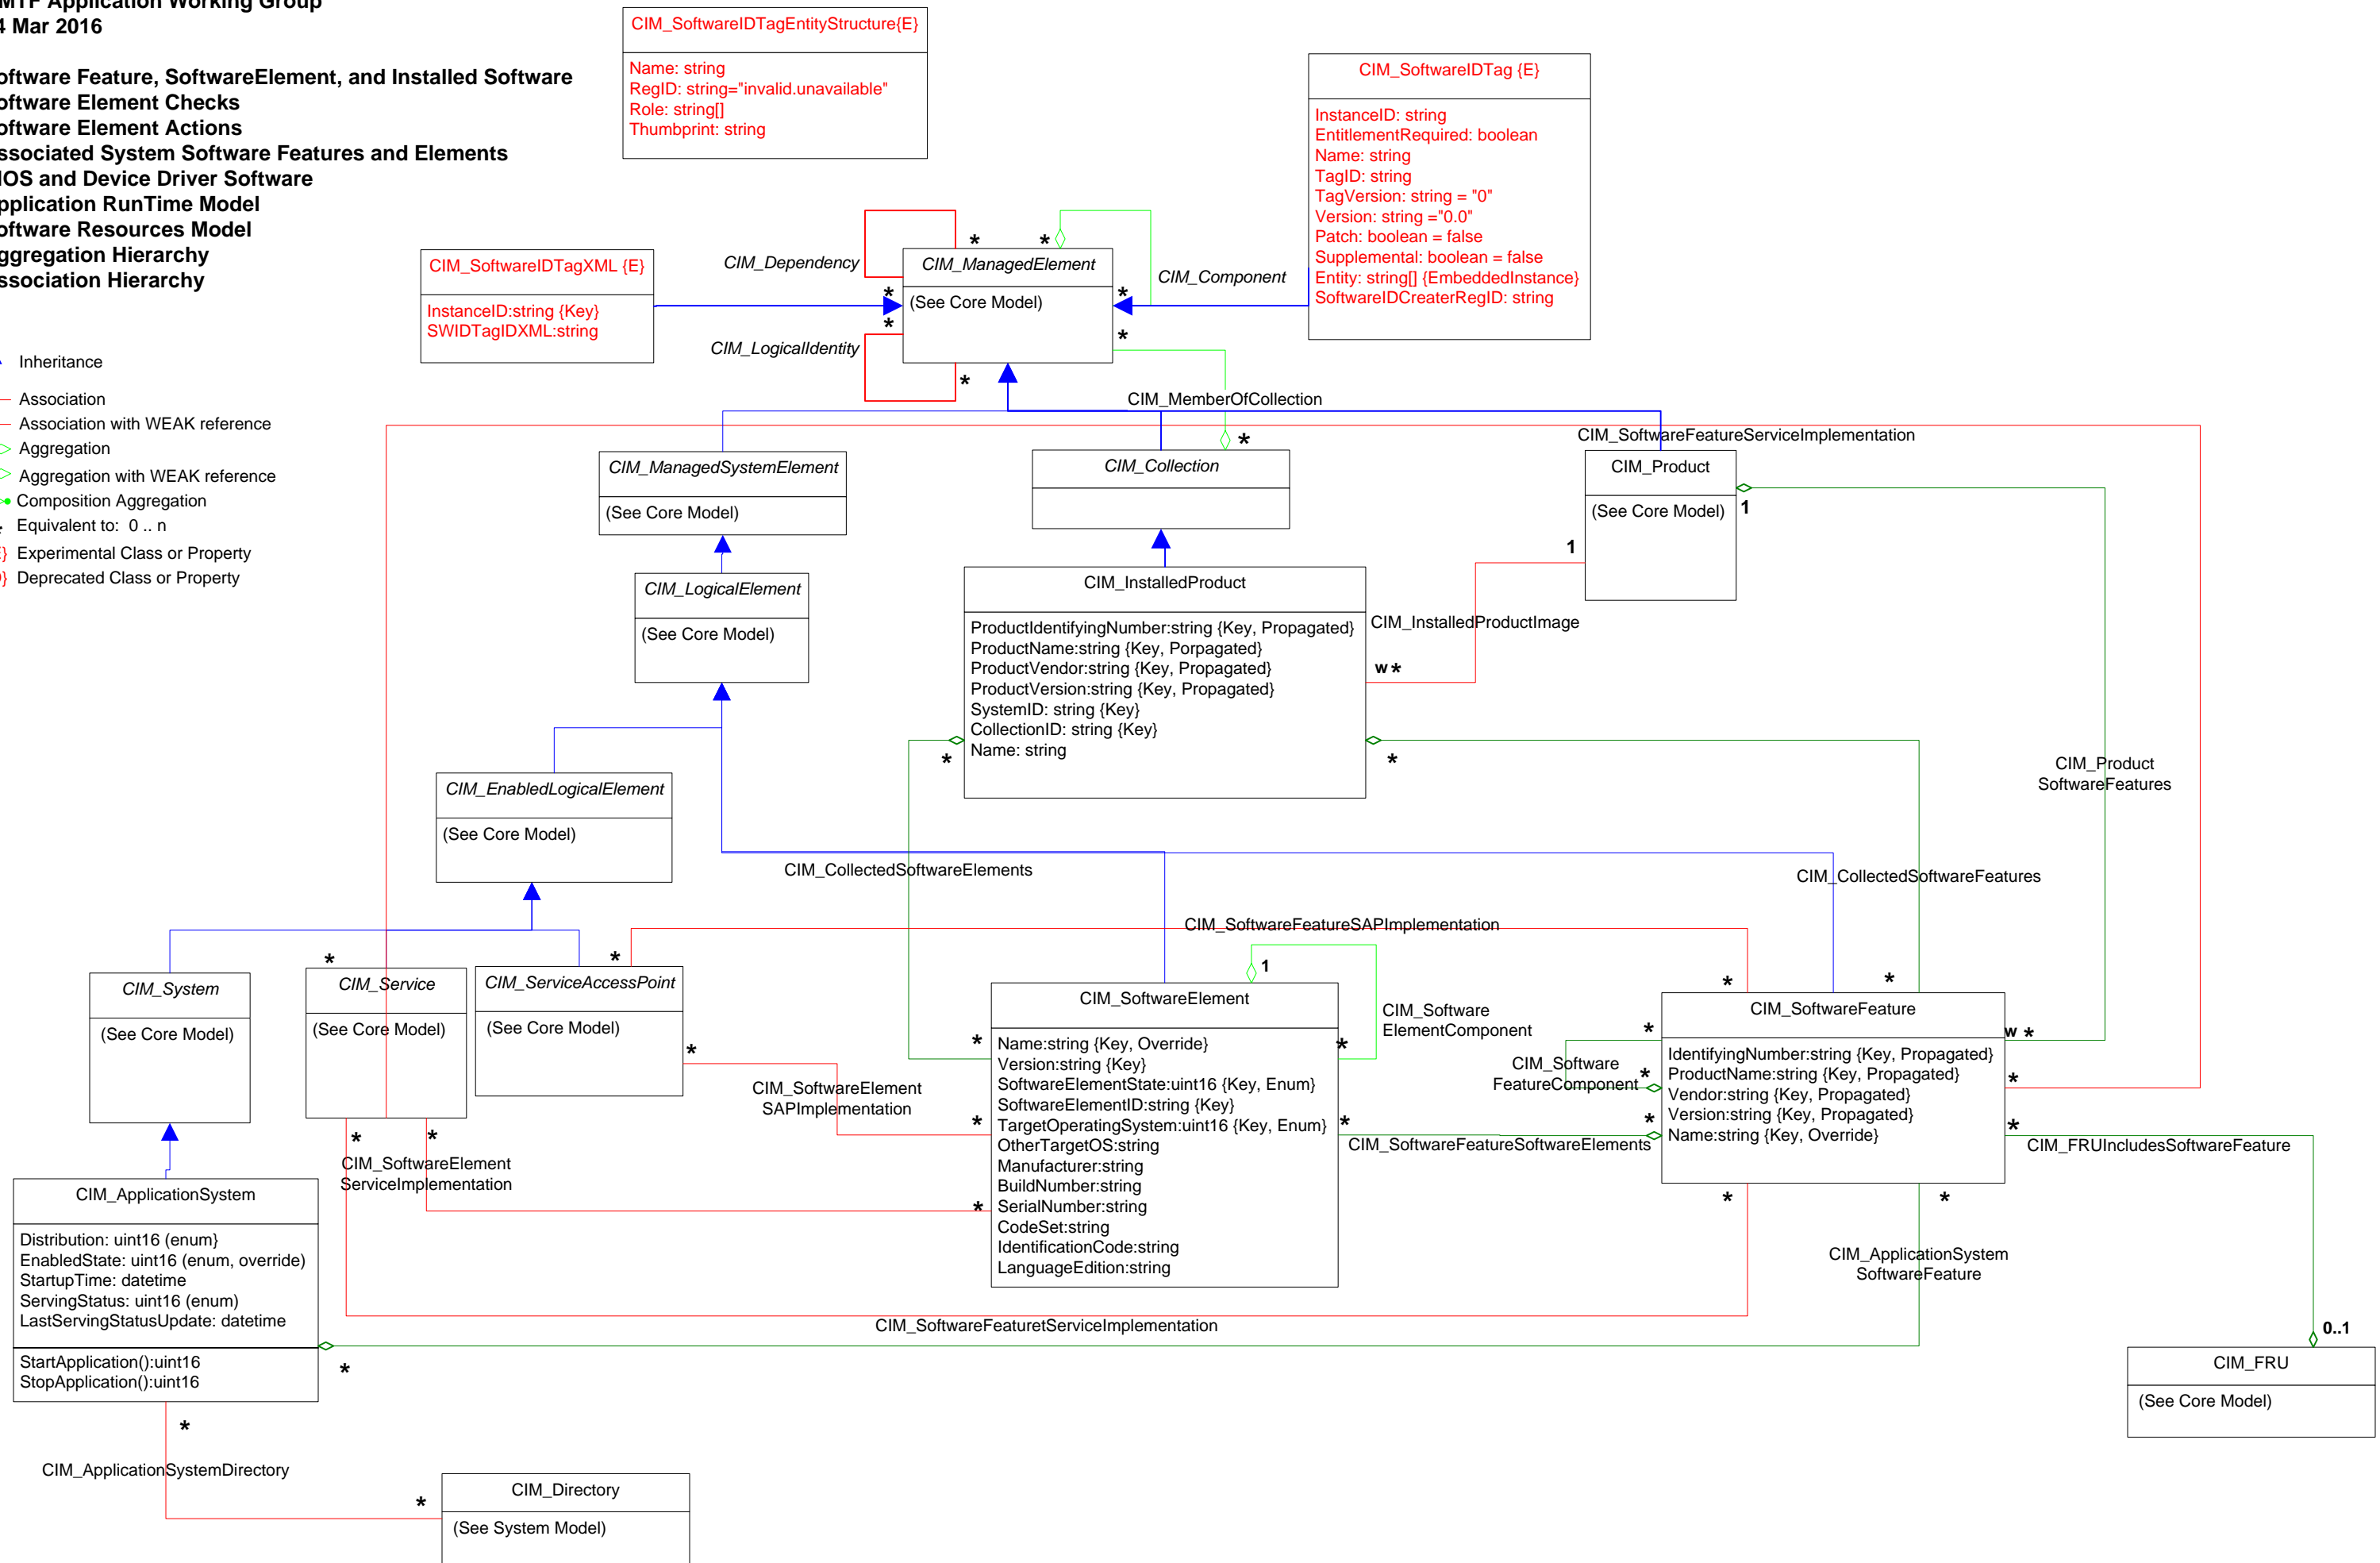 Application Working Group
Mar 2016
Feature, SoftwareElement, and Installed Software
Element Checks
Element Actions
System Software Features and Elements
and Device Driver Software
RunTime Model
Resources Model
Hierarchy
Hierarchy
Inheritance
Association
Association with WEAK reference
Aggregation
Aggregation with WEAK reference
Composition Aggregation
* Equivalent to: 0 .. n
Experimental Class or Property
Deprecated Class or Property
CIM_SoftwareIDTagEntityStructure{E}
Name: string
RegID: string="invalid.unavailable"
Role: string[]
Thumbprint: string
CIM_SoftwareIDTag {E}
InstanceID: string
EntitlementRequired: boolean
Name: string
TagID: string
TagVersion: string = "0"
Version: string ="0.0"
Patch: boolean = false
Supplemental: boolean = false
Entity: string[] {EmbeddedInstance}
SoftwareIDCreaterRegID: string
CIM_SoftwareIDTagXML {E}
InstanceID:string {Key}
SWIDTagIDXML:string
CIM_Dependency
*
*
CIM_ManagedElement
(See Core Model)
CIM_Component
*
*
*
*
CIM_LogicalIdentity
*
CIM_MemberOfCollection
*
CIM_SoftwareFeatureServiceImplementation
CIM_ManagedSystemElement
(See Core Model)
CIM_Collection
CIM_Product
(See Core Model)
1
1
CIM_LogicalElement
(See Core Model)
CIM_InstalledProduct
ProductIdentifyingNumber:string {Key, Propagated}
ProductName:string {Key, Porpagated}
ProductVendor:string {Key, Propagated}
ProductVersion:string {Key, Propagated}
SystemID: string {Key}
CollectionID: string {Key}
Name: string
CIM_InstalledProductImage
w *
*
*
CIM_Product
SoftwareFeatures
CIM_EnabledLogicalElement
(See Core Model)
CIM_CollectedSoftwareElements
CIM_CollectedSoftwareFeatures
CIM_SoftwareFeatureSAPImplementation
CIM_System
(See Core Model)
*
CIM_Service
(See Core Model)
*
CIM_ServiceAccessPoint
(See Core Model)
*
1
CIM_SoftwareElement
Name:string {Key, Override}
Version:string {Key}
SoftwareElementState:uint16 {Key, Enum}
SoftwareElementID:string {Key}
TargetOperatingSystem:uint16 {Key, Enum}
OtherTargetOS:string
Manufacturer:string
BuildNumber:string
SerialNumber:string
CodeSet:string
IdentificationCode:string
LanguageEdition:string
*
*
*
*
*
CIM_Software
ElementComponent
CIM_SoftwareElement
SAPImplementation
*
*
CIM_SoftwareFeature
IdentifyingNumber:string {Key, Propagated}
ProductName:string {Key, Propagated}
Vendor:string {Key, Propagated}
Version:string {Key, Propagated}
Name:string {Key, Override}
*
CIM_Software
FeatureComponent
*
*
w *
*
*
CIM_SoftwareFeatureSoftwareElements
CIM_FRUIncludesSoftwareFeature
*
*
CIM_SoftwareElement
ServiceImplementation
*
*
CIM_ApplicationSystem
SoftwareFeature
CIM_ApplicationSystem
Distribution: uint16 (enum}
EnabledState: uint16 (enum, override)
StartupTime: datetime
ServingStatus: uint16 (enum)
LastServingStatusUpdate: datetime
StartApplication():uint16
StopApplication():uint16
CIM_SoftwareFeaturetServiceImplementation
*
0..1
CIM_FRU
(See Core Model)
*
CIM_ApplicationSystemDirectory
*
CIM_Directory
(See System Model)